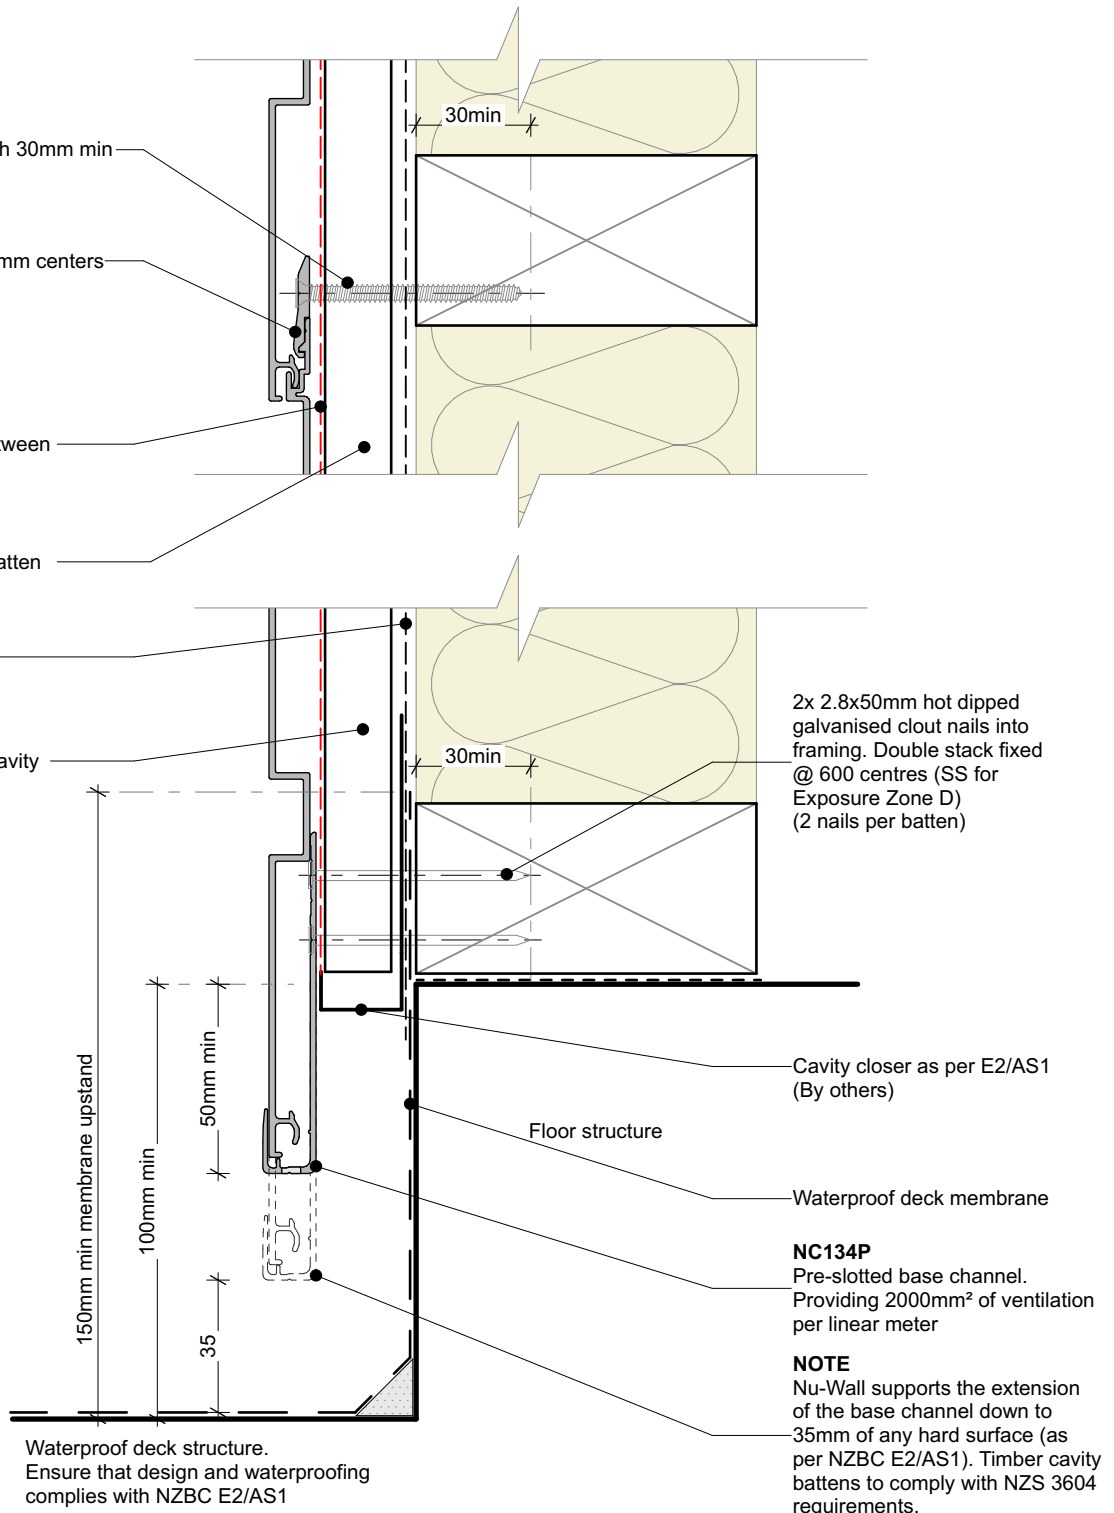 30min
h 30mm min
mm centers
tween
atten
avity
30min
2x 2.8x50mm hot dipped
galvanised clout nails into
framing. Double stack fixed
@ 600 centres (SS for
Exposure Zone D)
(2 nails per batten)
150mm min membrane upstand
100mm min
50mm min
35
Cavity closer as per E2/AS1
(By others)
Floor structure
Waterproof deck membrane
NC134P
Pre-slotted base channel.
Providing 2000mm² of ventilation
per linear meter
NOTE
Nu-Wall supports the extension
of the base channel down to
35mm of any hard surface (as
per NZBC E2/AS1). Timber cavity
battens to comply with NZS 3604
requirements.
Waterproof deck structure.
Ensure that design and waterproofing
complies with NZBC E2/AS1